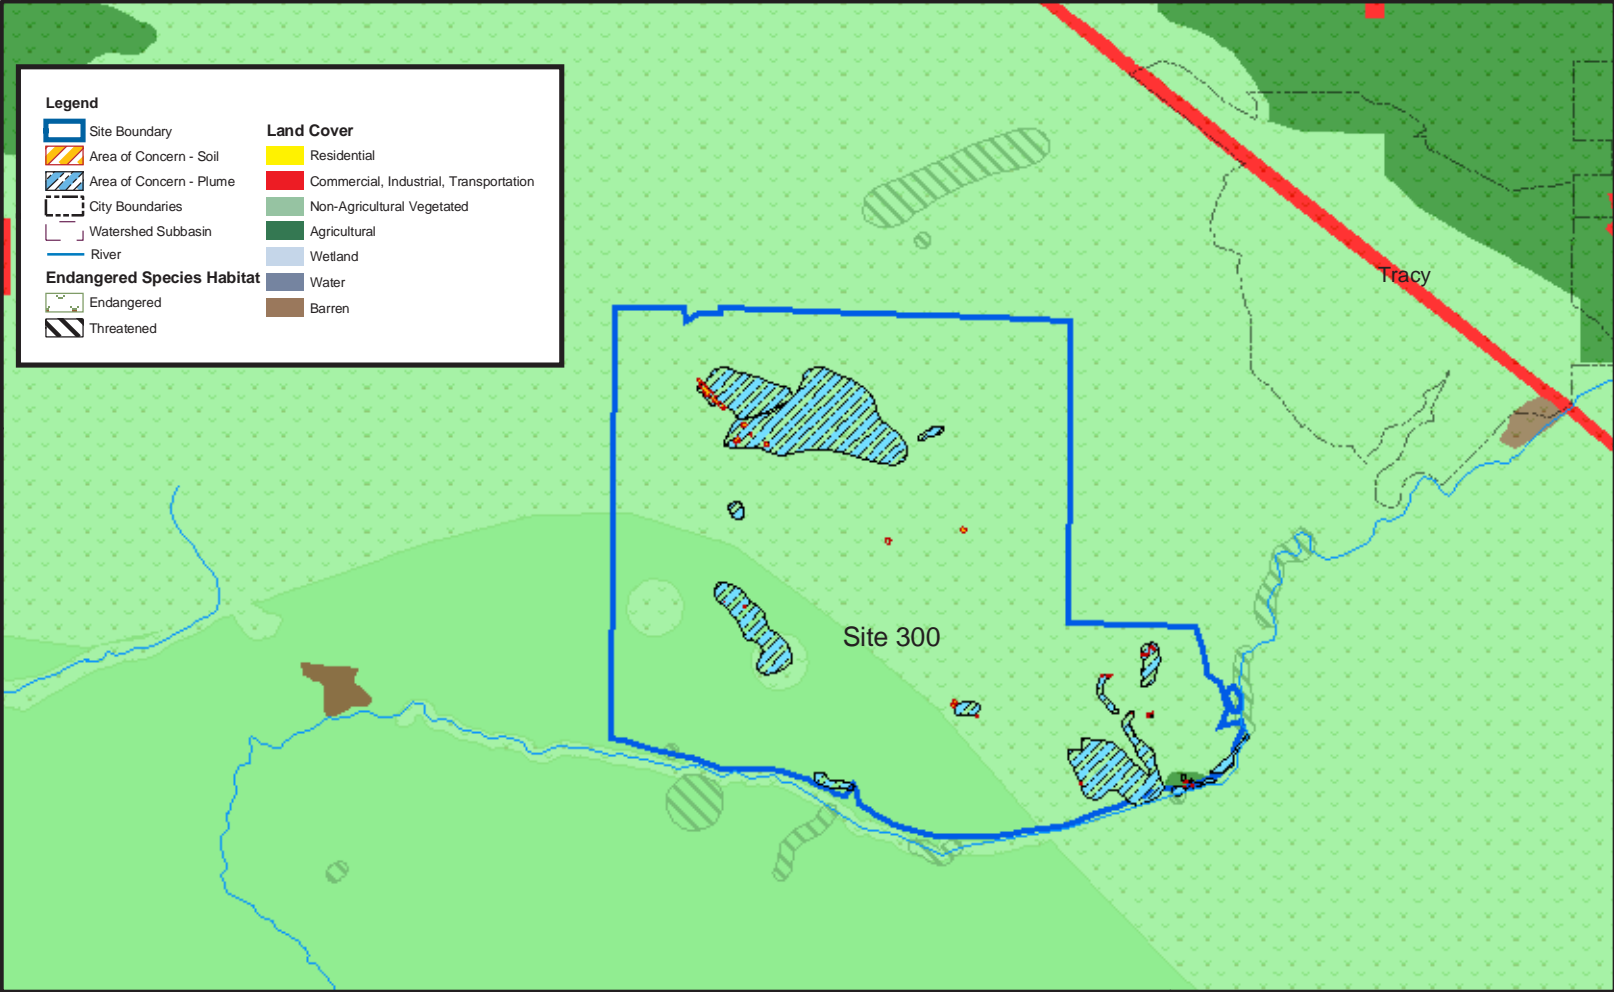 Legend
Site Boundary
Area of Concern - Soil
Area of Concern - Plume
City Boundaries
Watershed Subbasin
River
Endangered Species Habitat
Endangered
Threatened
Land Cover
Residential
Commercial, Industrial, Transportation
Non-Agricultural Vegetated
Agricultural
Wetland
Water
Barren
Tracy
Site 300